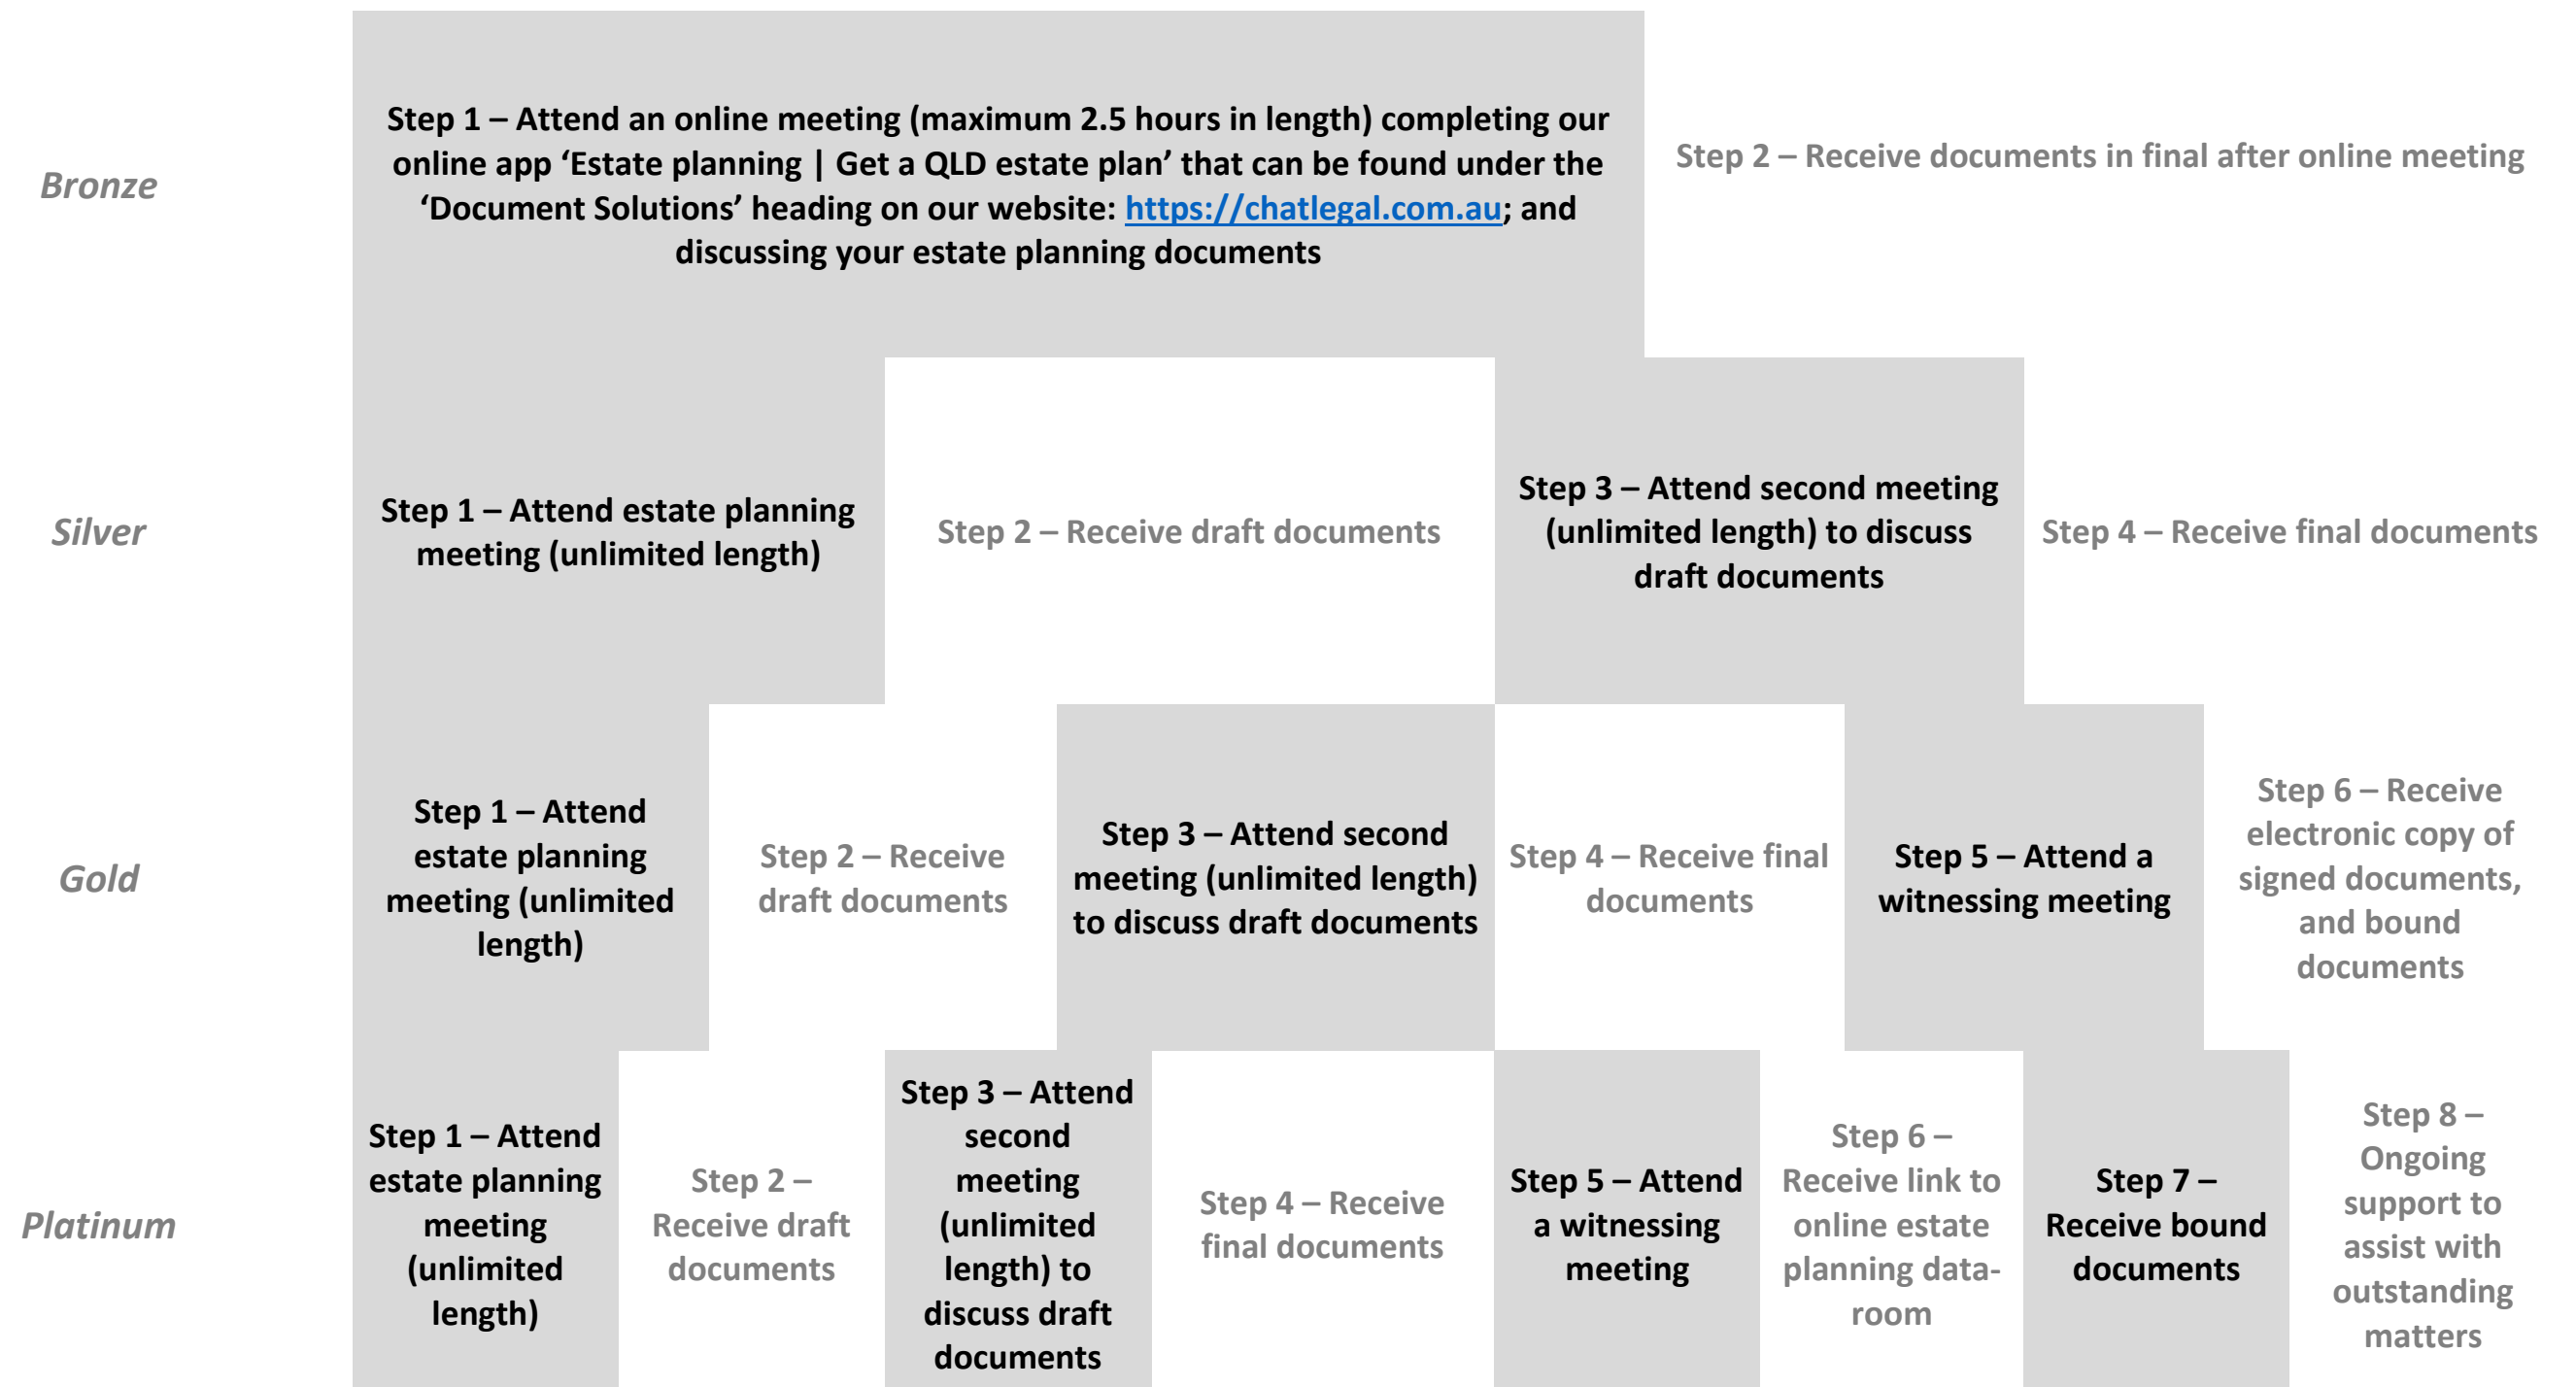 Bronze
Step 1 – Attend an online meeting (maximum 2.5 hours in length) completing our
online app ‘Estate planning | Get a QLD estate plan’ that can be found under the
‘Document Solutions’ heading on our website: https://chatlegal.com.au; and
discussing your estate planning documents
Step 2 – Receive documents in final after online meeting
Silver
Step 1 – Attend estate planning
meeting (unlimited length)
Step 2 – Receive draft documents
Step 3 – Attend second meeting
(unlimited length) to discuss
draft documents
Step 4 – Receive final documents
Gold
Step 1 – Attend
estate planning
meeting (unlimited
length)
Step 2 – Receive
draft documents
Step 3 – Attend second
meeting (unlimited length)
to discuss draft documents
Step 4 – Receive final
documents
Step 5 – Attend a
witnessing meeting
Step 6 – Receive
electronic copy of
signed documents,
and bound
documents
Platinum
Step 1 – Attend
estate planning
meeting
(unlimited
length)
Step 2 –
Receive draft
documents
Step 3 – Attend
second
meeting
(unlimited
length) to
discuss draft
documents
Step 4 – Receive
final documents
Step 5 – Attend
a witnessing
meeting
Step 6 –
Receive link to
online estate
planning data-
room
Step 7 –
Receive bound
documents
Step 8 –
Ongoing
support to
assist with
outstanding
matters